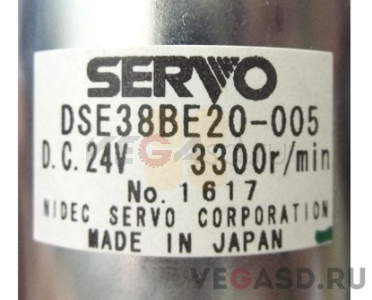 SERVO
DSE38BE20-005
D.C.24V 3300r/min
No.1617
NIDEC SERVO CORPORATION
MADE IN JAPAN
VEGASD.RU